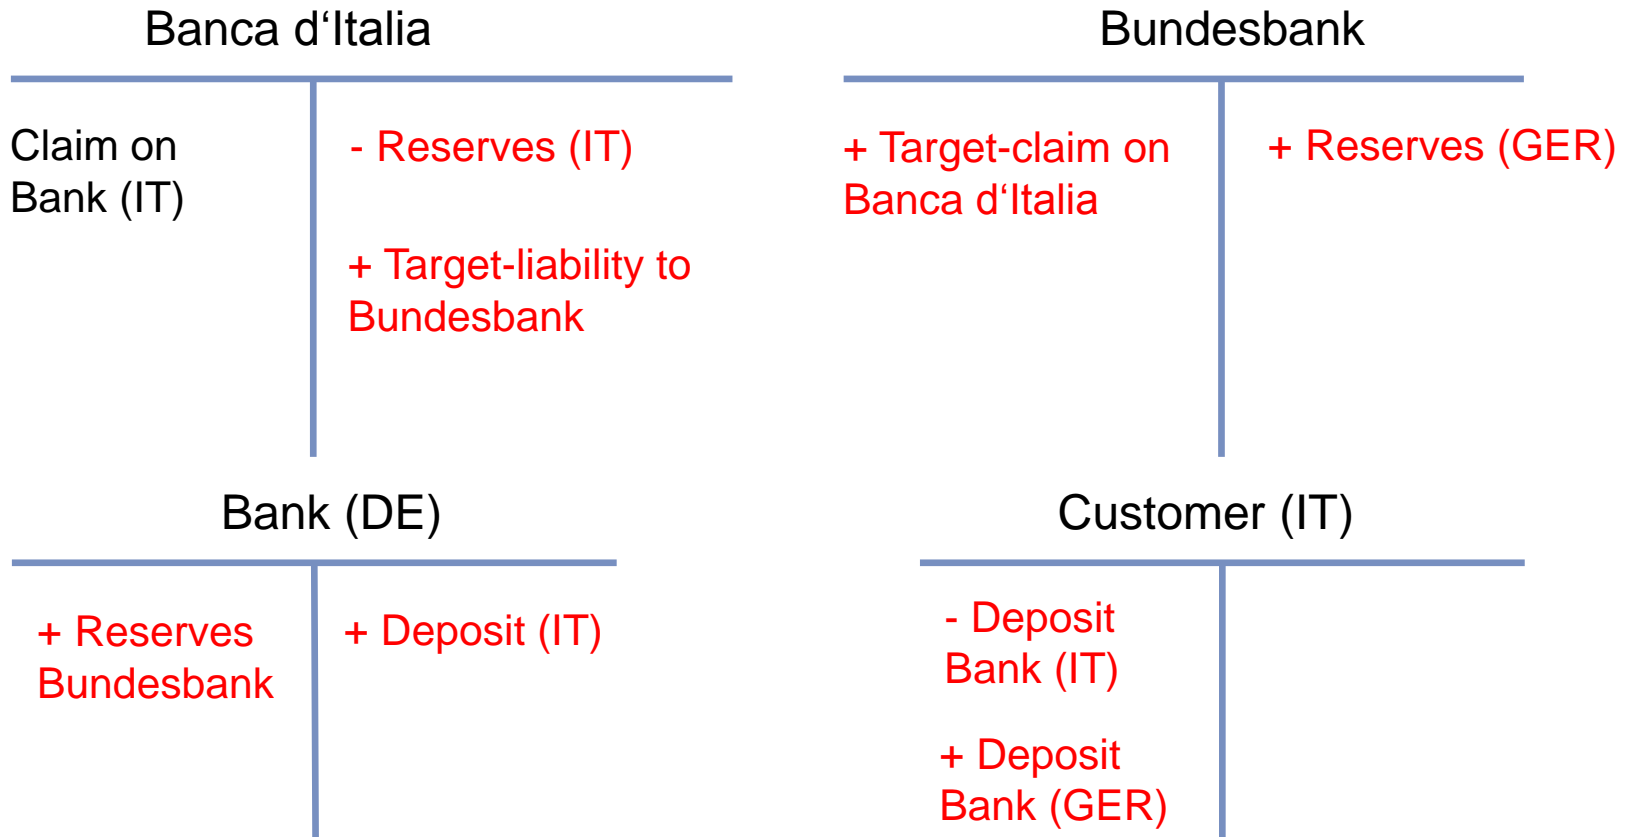 Banca d‘Italia
Claim on
Bank (IT)
- Reserves (IT)
+ Target-liability to
Bundesbank
Bundesbank
+ Target-claim on
Banca d‘Italia
+ Reserves (GER)
Bank (DE)
+ Reserves
Bundesbank
+ Deposit (IT)
Customer (IT)
- Deposit
Bank (IT)
+ Deposit
Bank (GER)